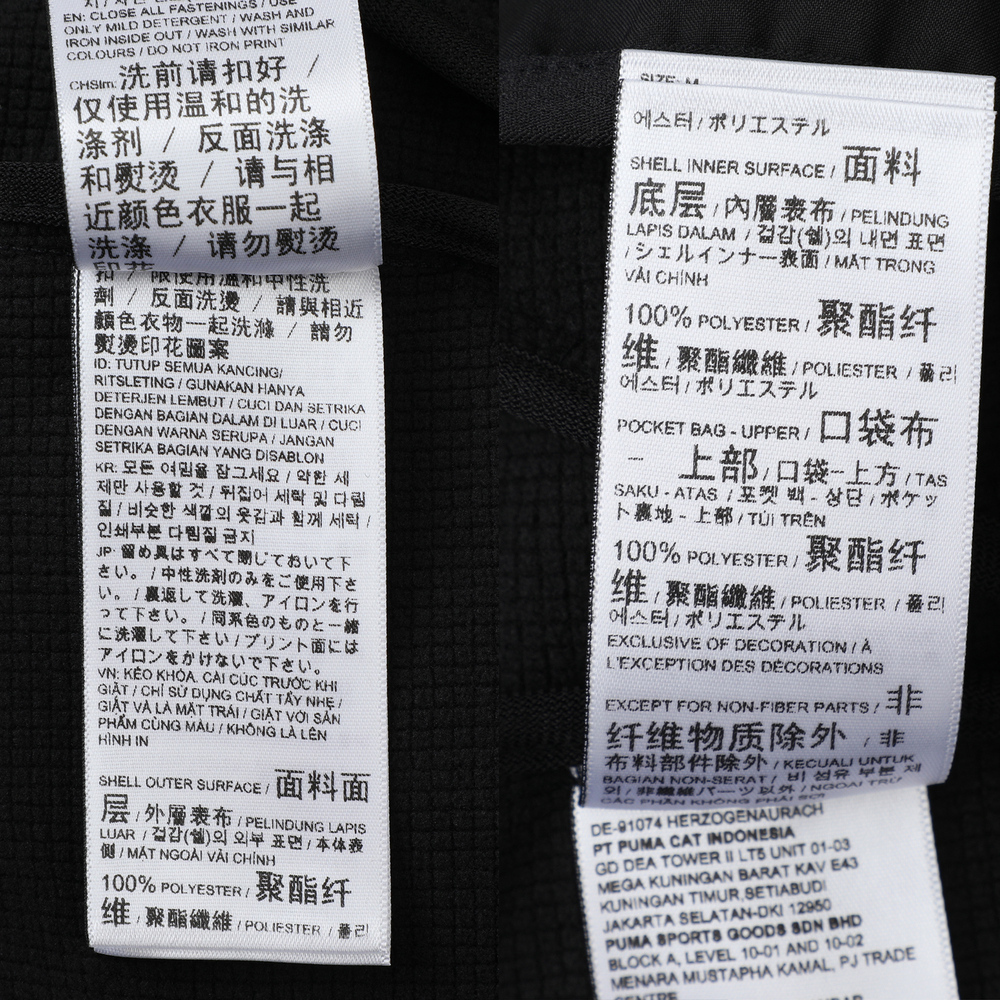 EN: CLOSE ALL FASTENINGS / USE
ONLY MILD DETERGENT / WASH AND
IRON INSIDE OUT / WASH WITH SIMILAR
COLOURS / DO NOT IRON PRINT
CHSim: 洗前请扣好 /
仅使用温和的洗
涤剂 / 反面洗涤
和熨烫 / 请与相
近颜色衣服一起
洗涤 / 请勿熨烫
劑 / 反面洗燙 / 請與相近
顏色衣物一起洗滌 / 請勿
熨燙印花圖案
ID: TUTUP SEMUA KANCING/
RITSLETING / GUNAKAN HANYA
DETERJEN LEMBUT / CUCI DAN SETRIKA
DENGAN BAGIAN DALAM DI LUAR / CUCI
DENGAN WARNA SERUPA / JANGAN
SETRIKA BAGIAN YANG DISABLON
KR: 모든 여밈을 잠그세요 / 약한 세
제만 사용할 것 / 뒤집어 세탁 및 다림
질 / 비슷한 색깔의 옷감과 함께 세탁 /
인쇄부분 다림질 금지
JP: 留め具はすべて閉じておいて下
さい。 / 中性洗剤のみをご使用下さ
い。 / 裏返して洗濯、アイロンを行
って下さい。 / 同系色のものと一緒
に洗濯して下さい / プリント面には
アイロンをかけないで下さい。
VN: KÉO KHÓA, CÀI CÚC TRƯỚC KHI
GIẶT / CHỈ SỬ DỤNG CHẤT TẨY NHẸ /
GIẶT VÀ LÀ MẶT TRÁI / GIẶT VỚI SẢN
PHẨM CÙNG MÀU / KHÔNG LÀ LÊN
HÌNH IN
SHELL OUTER SURFACE / 面料面
层 / 外層表布 / PELINDUNG LAPIS
LUAR / 겉감(쉘)의 외부 표면 / 本体表
側 / MẶT NGOÀI VẢI CHÍNH
100% POLYESTER / 聚酯纤
维 / 聚酯纖維 / POLIESTER / 폴리
SIZE: M
에스터 / ポリエステル
SHELL INNER SURFACE / 面料
底层 / 內層表布 / PELINDUNG
LAPIS DALAM / 겉감(쉘)의 내면 표면
/ シェルインナー表面 / MẶT TRONG
VẢI CHÍNH
100% POLYESTER / 聚酯纤
维 / 聚酯纖維 / POLIESTER / 폴리
에스터 / ポリエステル
POCKET BAG - UPPER / 口袋布
– 上部 / 口袋-上方 / TAS
SAKU - ATAS / 포켓 백 - 상단 / ポケッ
ト裏地 - 上部 / TÚI TRÊN
100% POLYESTER / 聚酯纤
维 / 聚酯纖維 / POLIESTER / 폴리
에스터 / ポリエステル
EXCLUSIVE OF DECORATION / À
L'EXCEPTION DES DÉCORATIONS
EXCEPT FOR NON-FIBER PARTS / 非
纤维物质除外 / 非
布料部件除外 / KECUALI UNTUK
BAGIAN NON-SERAT / 비 섬유 부분 제
외 / 非繊維パーツ以外 / NGOẠI TRỪ
CÁC PHẦN KHÔNG PHẢI SỢI
DE-91074 HERZOGENAURACH
PT PUMA CAT INDONESIA
GD DEA TOWER II LT5 UNIT 01-03
MEGA KUNINGAN BARAT KAV E43
KUNINGAN TIMUR,SETIABUDI
JAKARTA SELATAN-DKI 12950
PUMA SPORTS GOODS SDN BHD
BLOCK A, LEVEL 10-01 AND 10-02
MENARA MUSTAPHA KAMAL, PJ TRADE